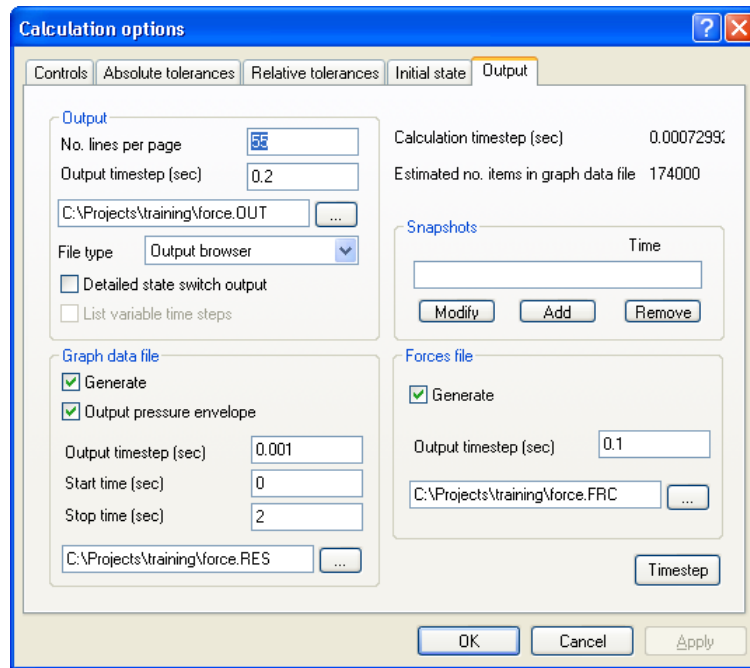 Calculation options
Controls Absolute tolerances Relative tolerances Initial state Output
Output
No. lines per page 55
Output timestep (sec) 0.2
C:\Projects\training\force.OUT ...
File type Output browser
Detailed state switch output
List variable time steps
Calculation timestep (sec) 0.00072992
Estimated no. items in graph data file 174000
Snapshots
Time
Modify Add Remove
Graph data file
Generate
Output pressure envelope
Output timestep (sec) 0.001
Start time (sec) 0
Stop time (sec) 2
C:\Projects\training\force.RES ...
Forces file
Generate
Output timestep (sec) 0.1
C:\Projects\training\force.FRC ...
Timestep
OK Cancel Apply